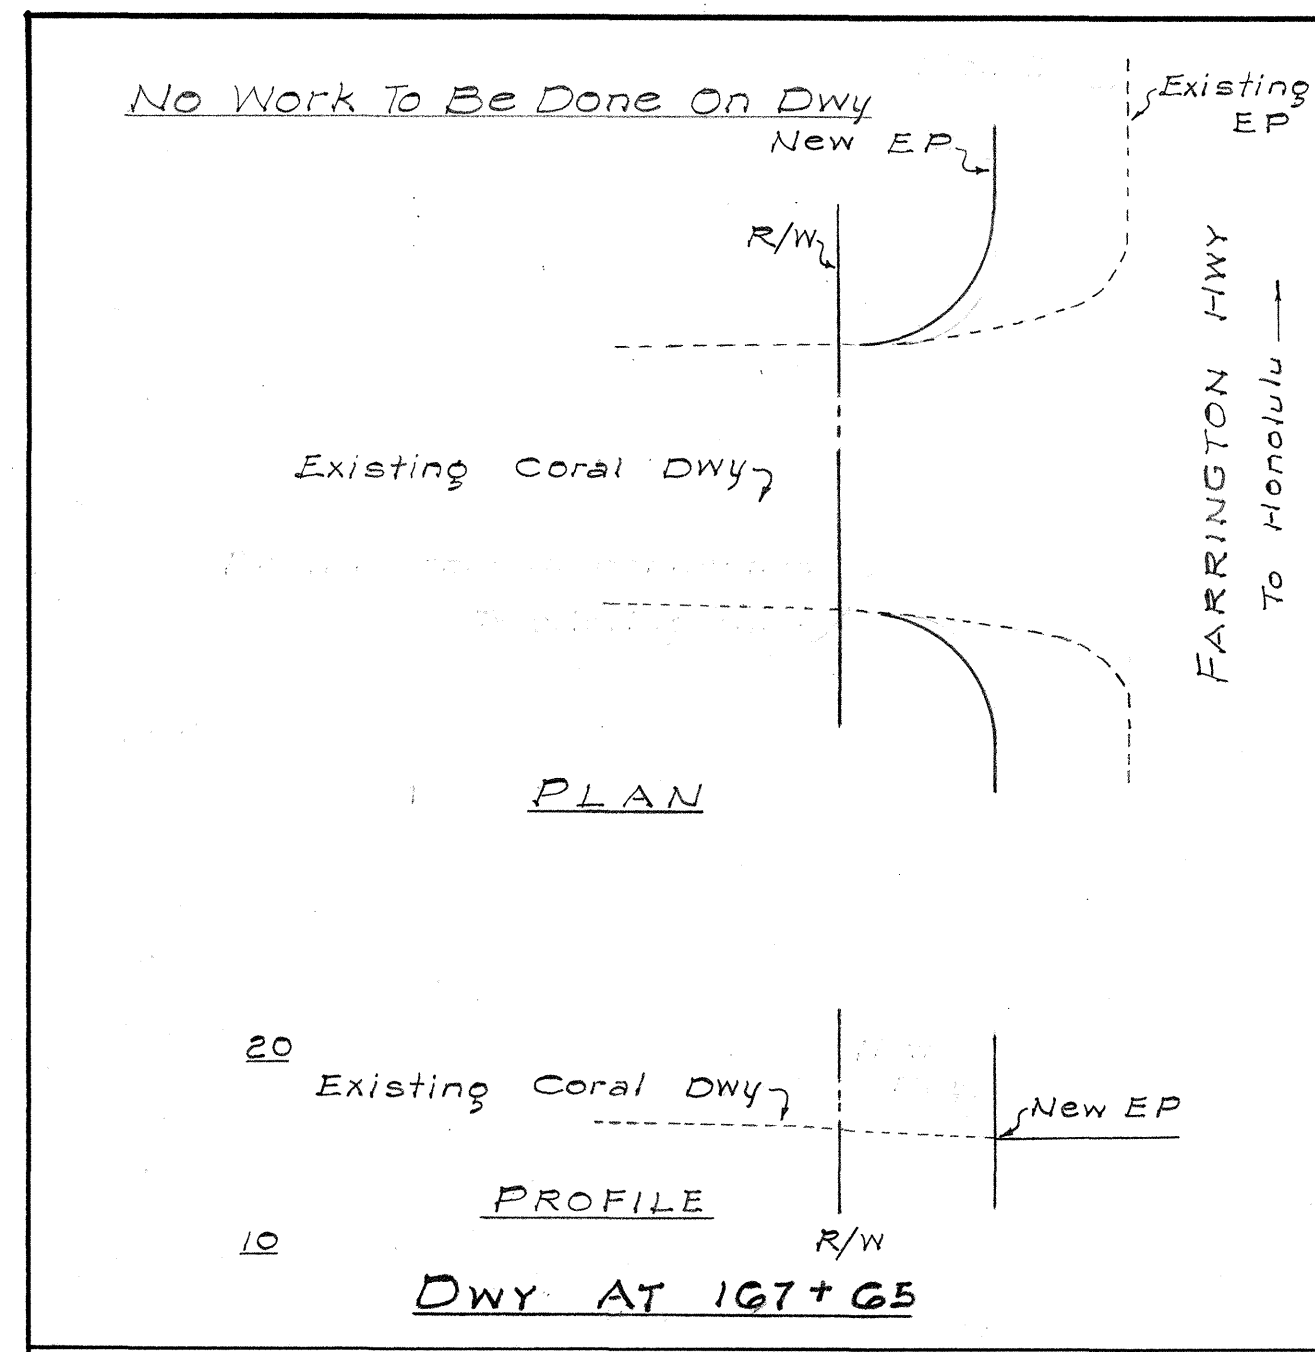 No Work To Be Done On Dwy
Existing
EP
New EP
R/W
FARRINGTON HWY
To Honolulu
Existing Coral Dwy
PLAN
20
Existing Coral Dwy
New EP
PROFILE
10
R/W
DWY AT 167+65